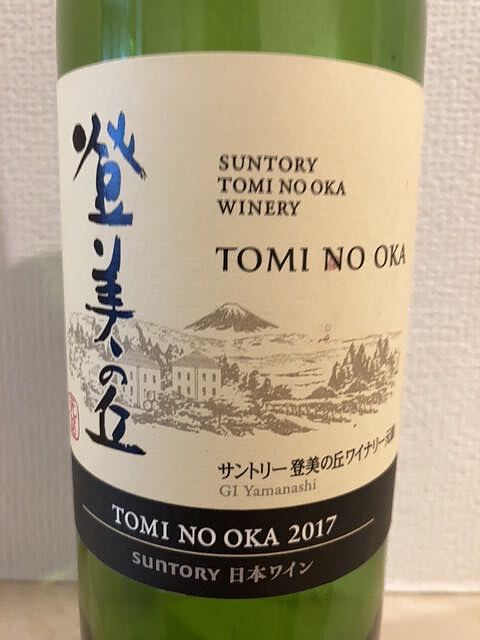 登美の丘
SUNTORY
TOMI NO OKA
WINERY
TOMI NO OKA
サントリー 登美の丘ワイナリー
GI Yamanashi
TOMI NO OKA 2017
SUNTORY 日本ワイン